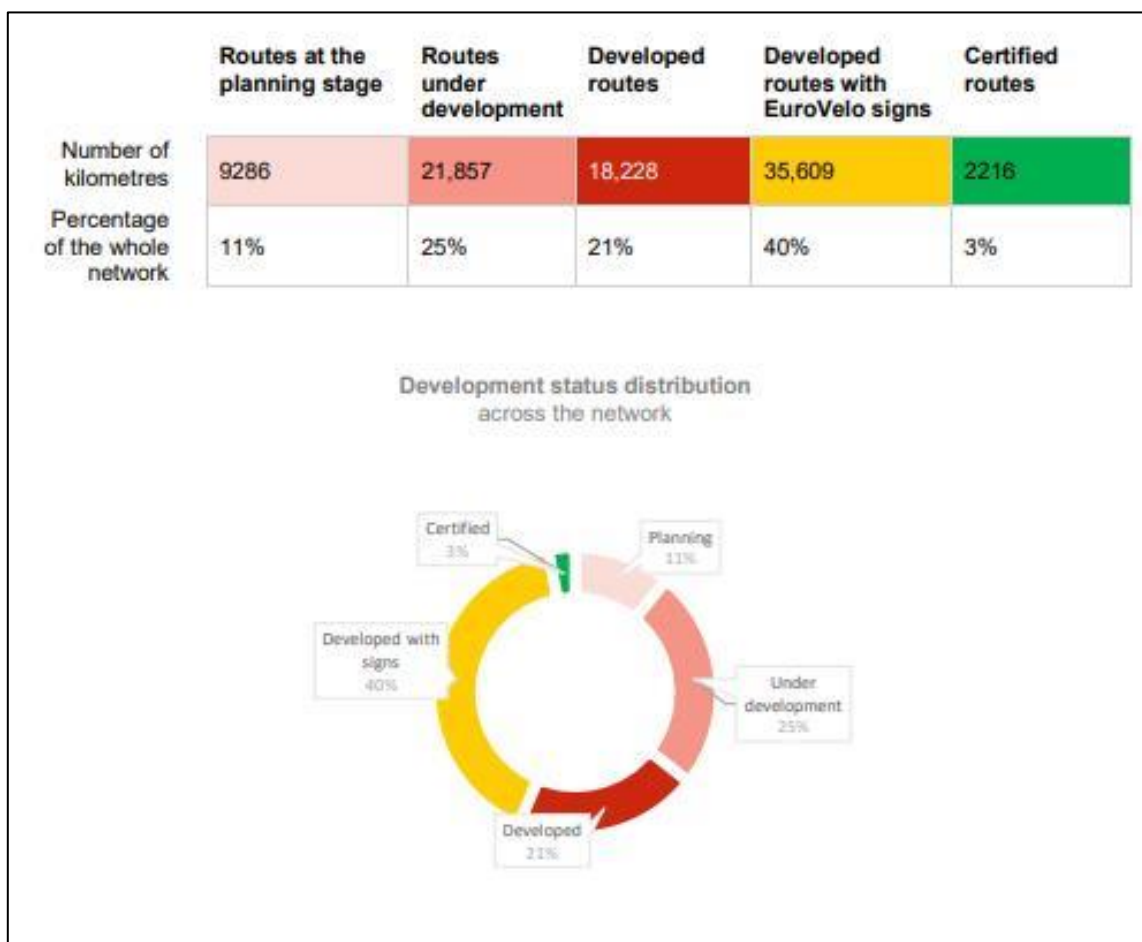 Routes at the planning stage
Routes under development
Developed routes
Developed routes with EuroVelo signs
Certified routes
Number of kilometres
9286
21,857
18,228
35,609
2216
Percentage of the whole network
11%
25%
21%
40%
3%
Development status distribution
across the network
Certified
3%
Planning
11%
Developed with
signs
40%
Under
development
25%
Developed
21%